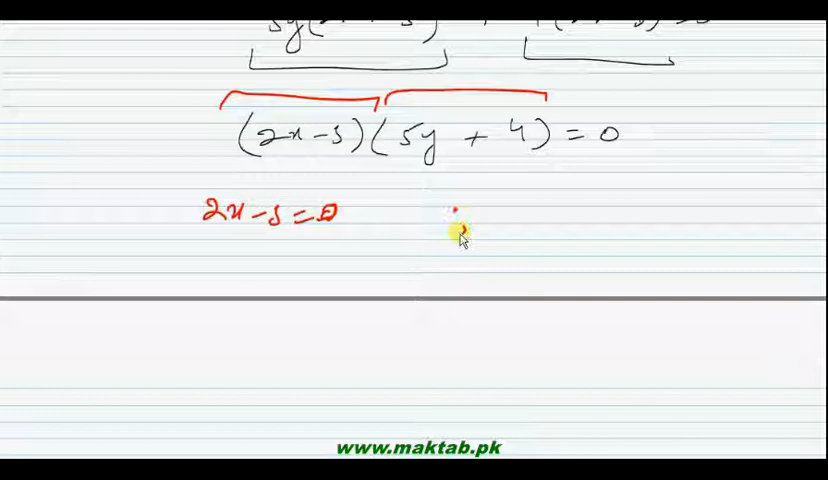 (2x-3)(5y + 4) = 0
2x-3=0
www.maktab.pk